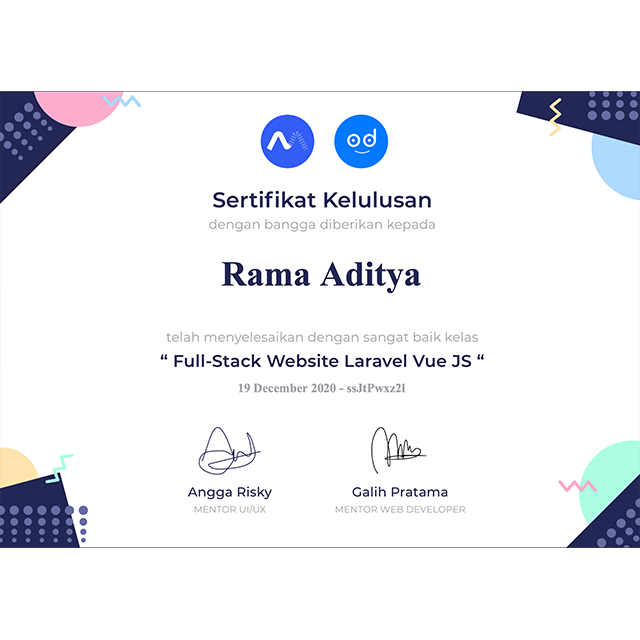 Sertifikat Kelulusan
dengan bangga diberikan kepada
Rama Aditya
telah menyelesaikan dengan sangat baik kelas
“ Full-Stack Website Laravel Vue JS “
19 December 2020 - ssJtPwxz2l
Angga Risky
Galih Pratama
MENTOR UI/UX
MENTOR WEB DEVELOPER